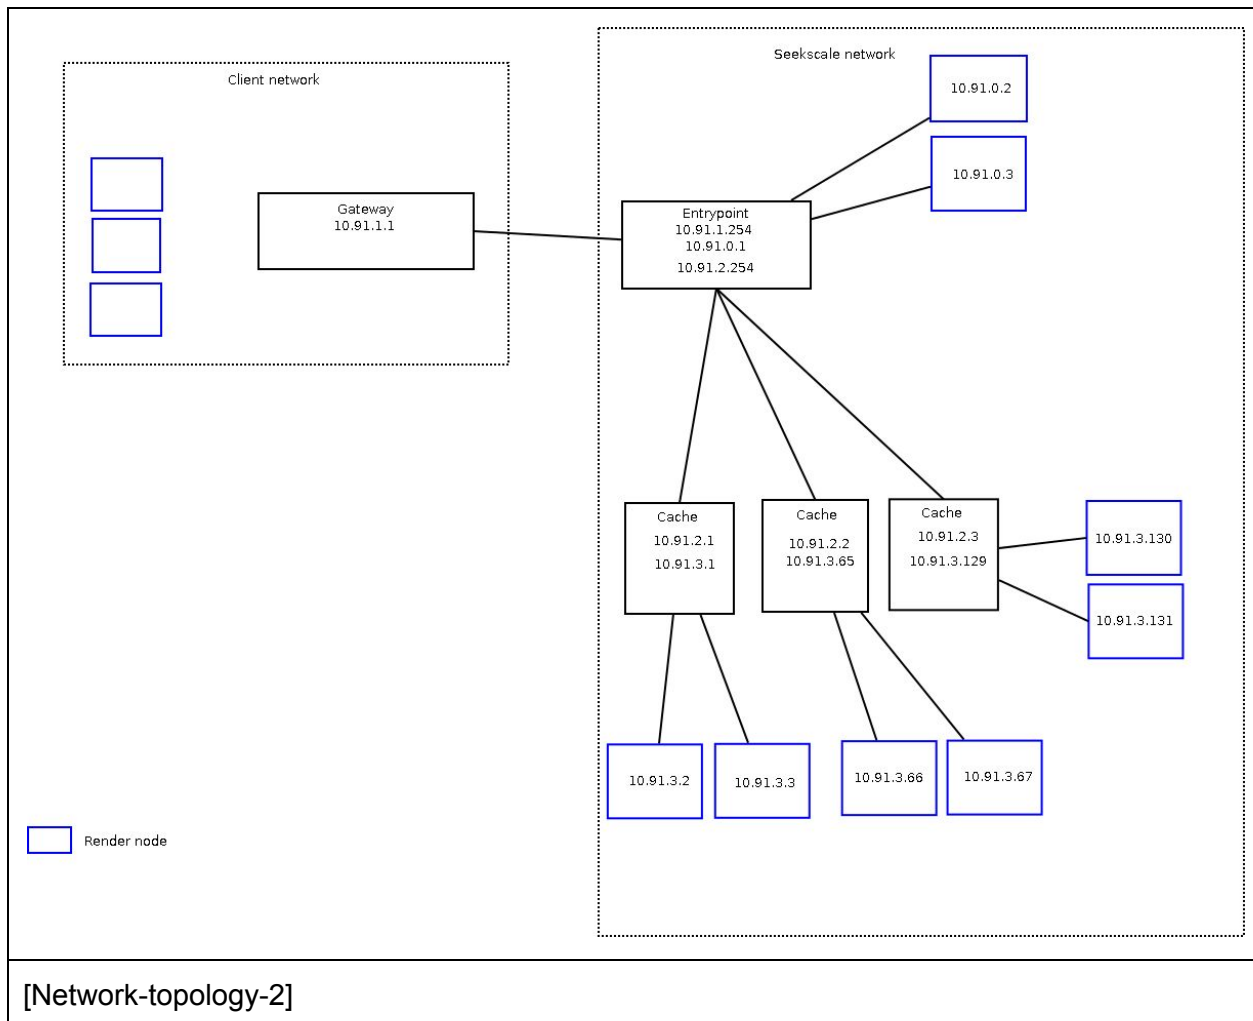 Seekscale network
Client network
10.91.0.2
10.91.0.3
Gateway
10.91.1.1
Entrypoint
10.91.1.254
10.91.0.1
10.91.2.254
Cache
10.91.2.1
10.91.3.1
Cache
10.91.2.2
10.91.3.65
Cache
10.91.2.3
10.91.3.129
10.91.3.130
10.91.3.131
10.91.3.2
10.91.3.3
10.91.3.66
10.91.3.67
Render node
[Network-topology-2]